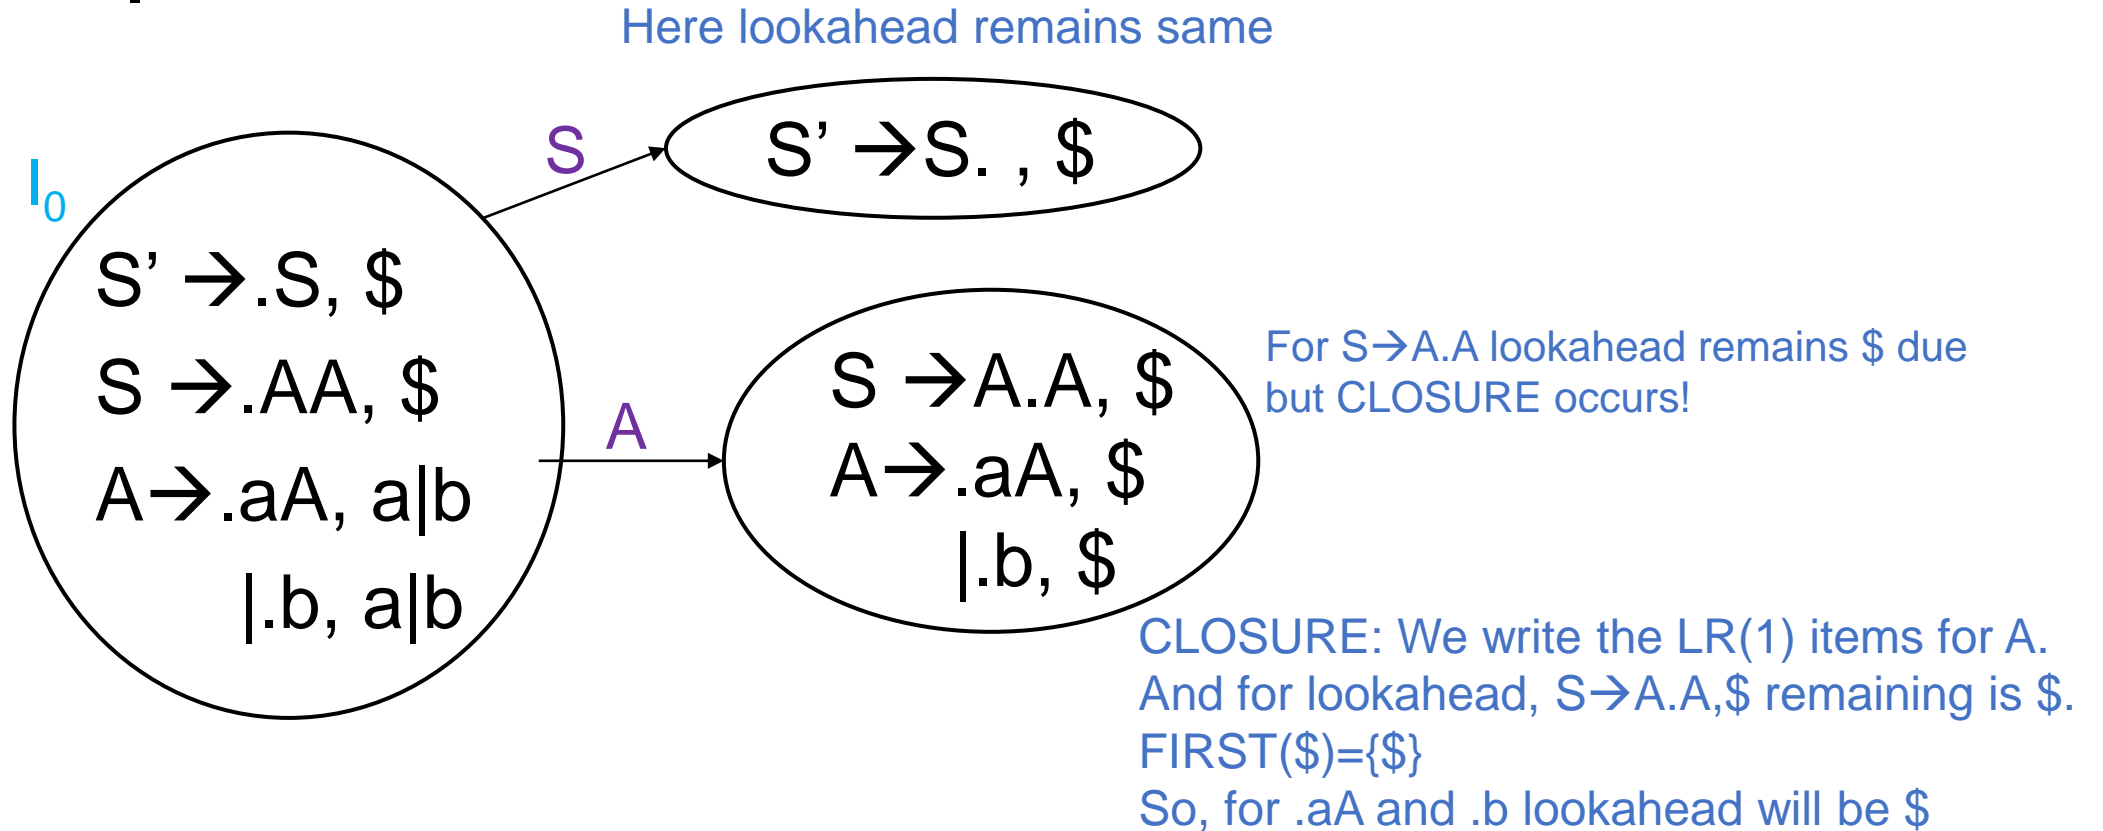 Here lookahead remains same
S
S’ →S. , $
I0
S’ →.S, $
S →.AA, $
A→.aA, a|b
|.b, a|b
A
S →A.A, $
A→.aA, $
|.b, $
For S→A.A lookahead remains $ due
but CLOSURE occurs!
CLOSURE: We write the LR(1) items for A.
And for lookahead, S→A.A,$ remaining is $.
FIRST($)={$}
So, for .aA and .b lookahead will be $